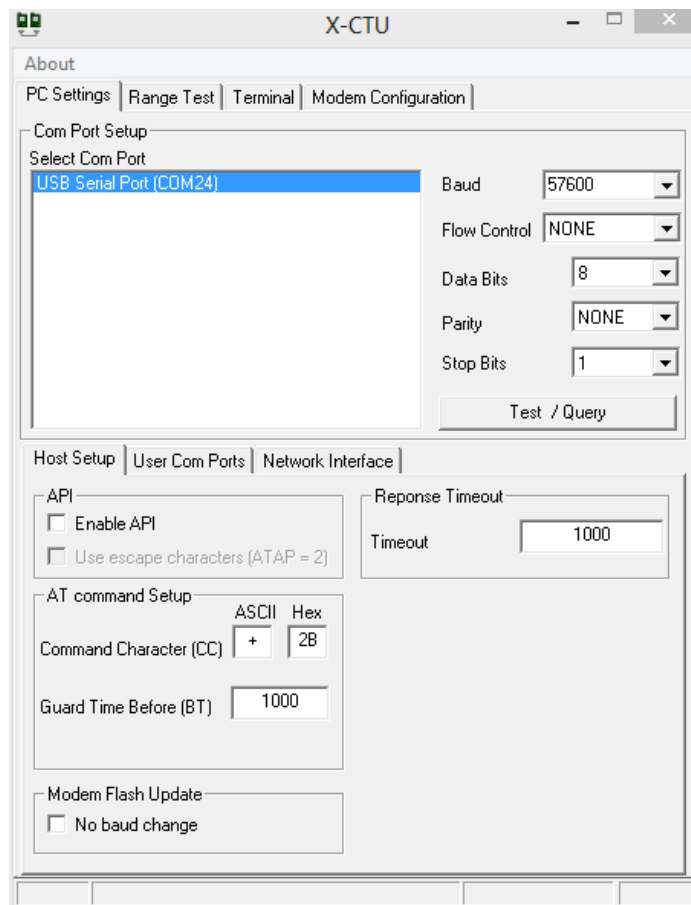 X-CTU
About
PC Settings Range Test Terminal Modem Configuration
Com Port Setup
Select Com Port
USB Serial Port (COM24)
Baud 57600
Flow Control NONE
Data Bits 8
Parity NONE
Stop Bits 1
Test / Query
Host Setup User Com Ports Network Interface
API
Enable API
Use escape characters (ATAP = 2)
Reponse Timeout
Timeout 1000
AT command Setup
ASCII Hex
Command Character (CC) + 2B
Guard Time Before (BT) 1000
Modem Flash Update
No baud change